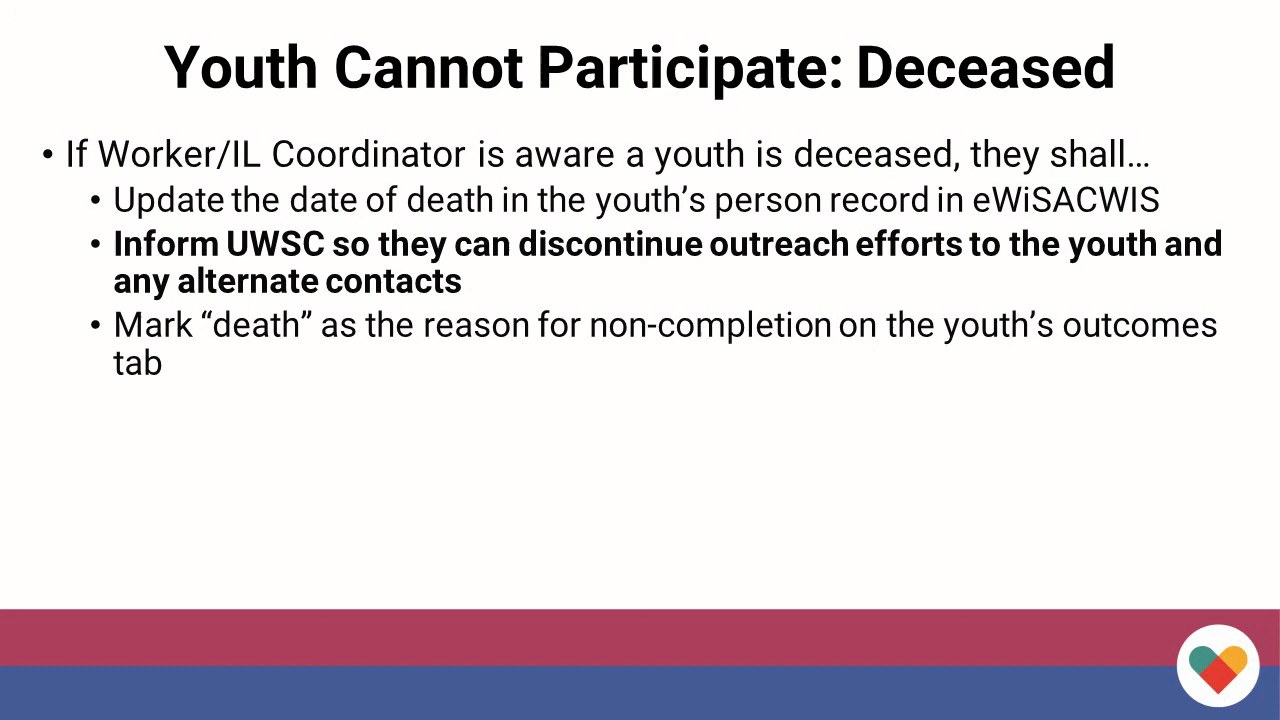 Youth Cannot Participate: Deceased
• If Worker/IL Coordinator is aware a youth is deceased, they shall…
• Update the date of death in the youth’s person record in eWiSACWIS
• Inform UWSC so they can discontinue outreach efforts to the youth and
any alternate contacts
• Mark “death” as the reason for non-completion on the youth’s outcomes
tab